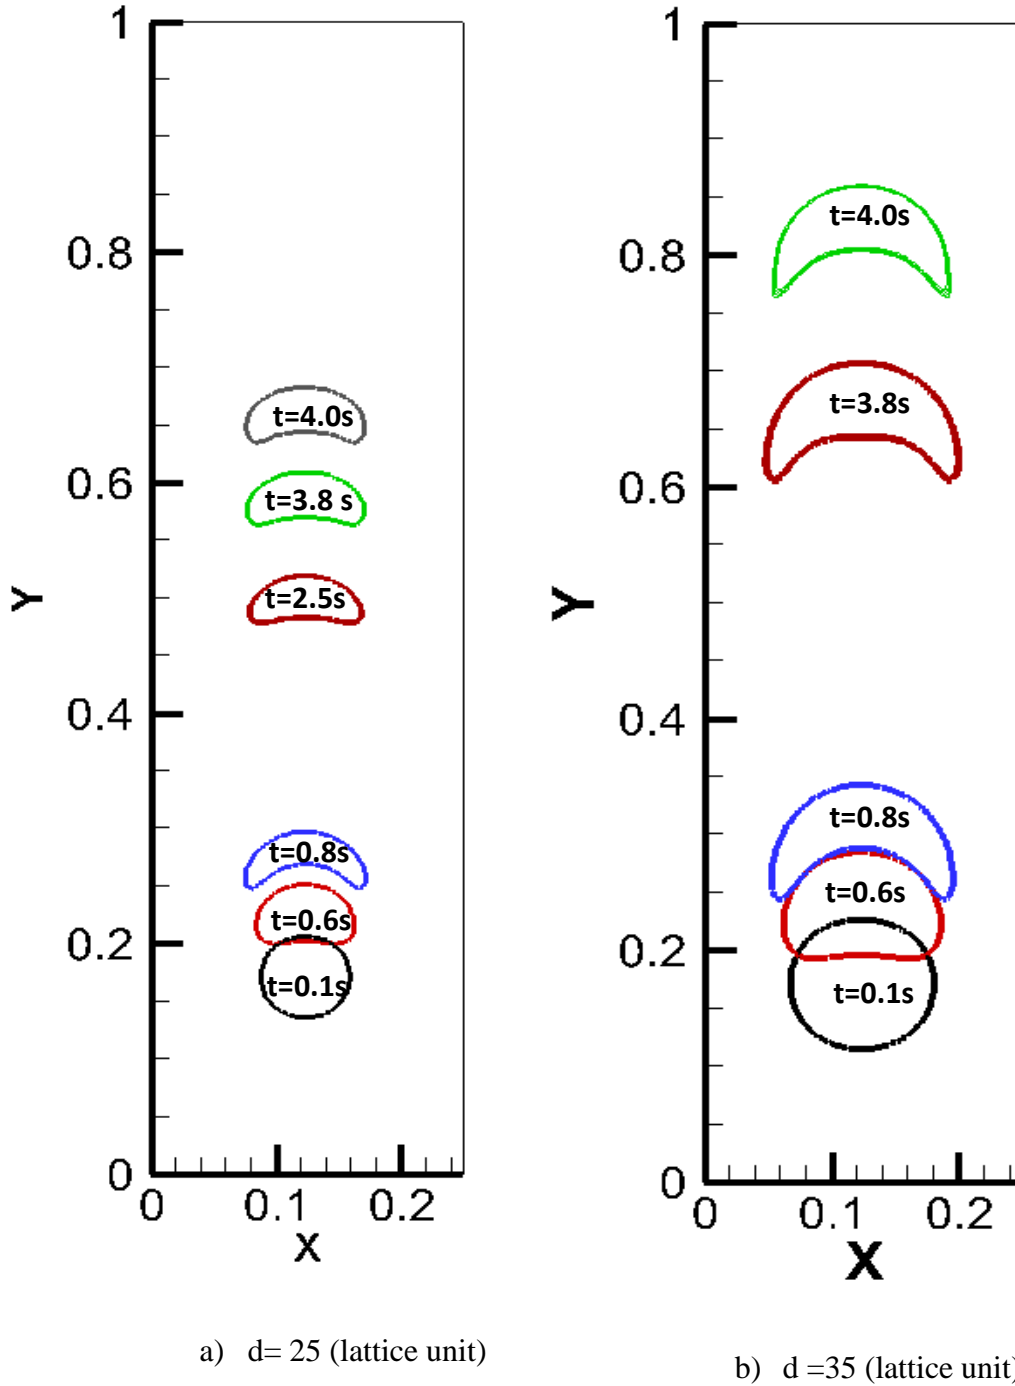 1
0.8
0.6
0.4
0.2
0
Y
t=4.0s
t=3.8 s
t=2.5s
t=0.8s
t=0.6s
t=0.1s
0 0.1 0.2
X
a) d= 25 (lattice unit)
1
0.8
0.6
0.4
0.2
0
Y
t=4.0s
t=3.8s
t=0.8s
t=0.6s
t=0.1s
0 0.1 0.2
X
b) d =35 (lattice unit)